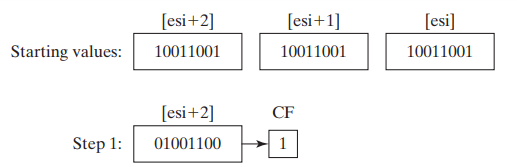 [esi+2] [esi+1] [esi]
Starting values: 10011001 10011001 10011001
[esi+2] CF
Step 1: 01001100 1